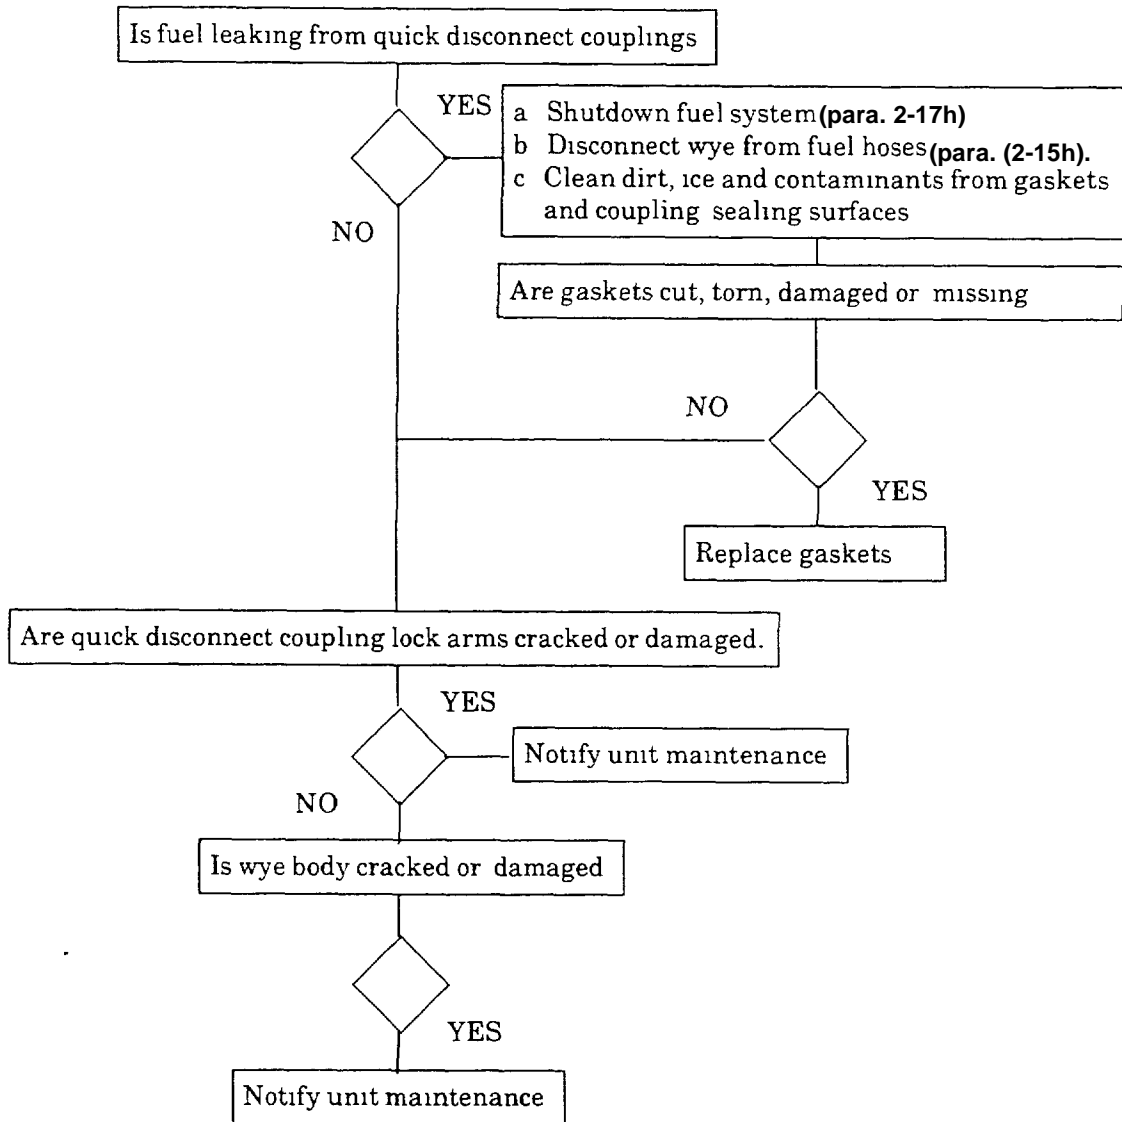 Is fuel leaking from quick disconnect couplings
YES
a Shutdown fuel system (para. 2-17h)
b Disconnect wye from fuel hoses (para. (2-15h).
c Clean dirt, ice and contaminants from gaskets
and coupling sealing surfaces
NO
Are gaskets cut, torn, damaged or missing
NO
YES
Replace gaskets
Are quick disconnect coupling lock arms cracked or damaged.
YES
Notify unit maintenance
NO
Is wye body cracked or damaged
YES
Notify unit maintenance